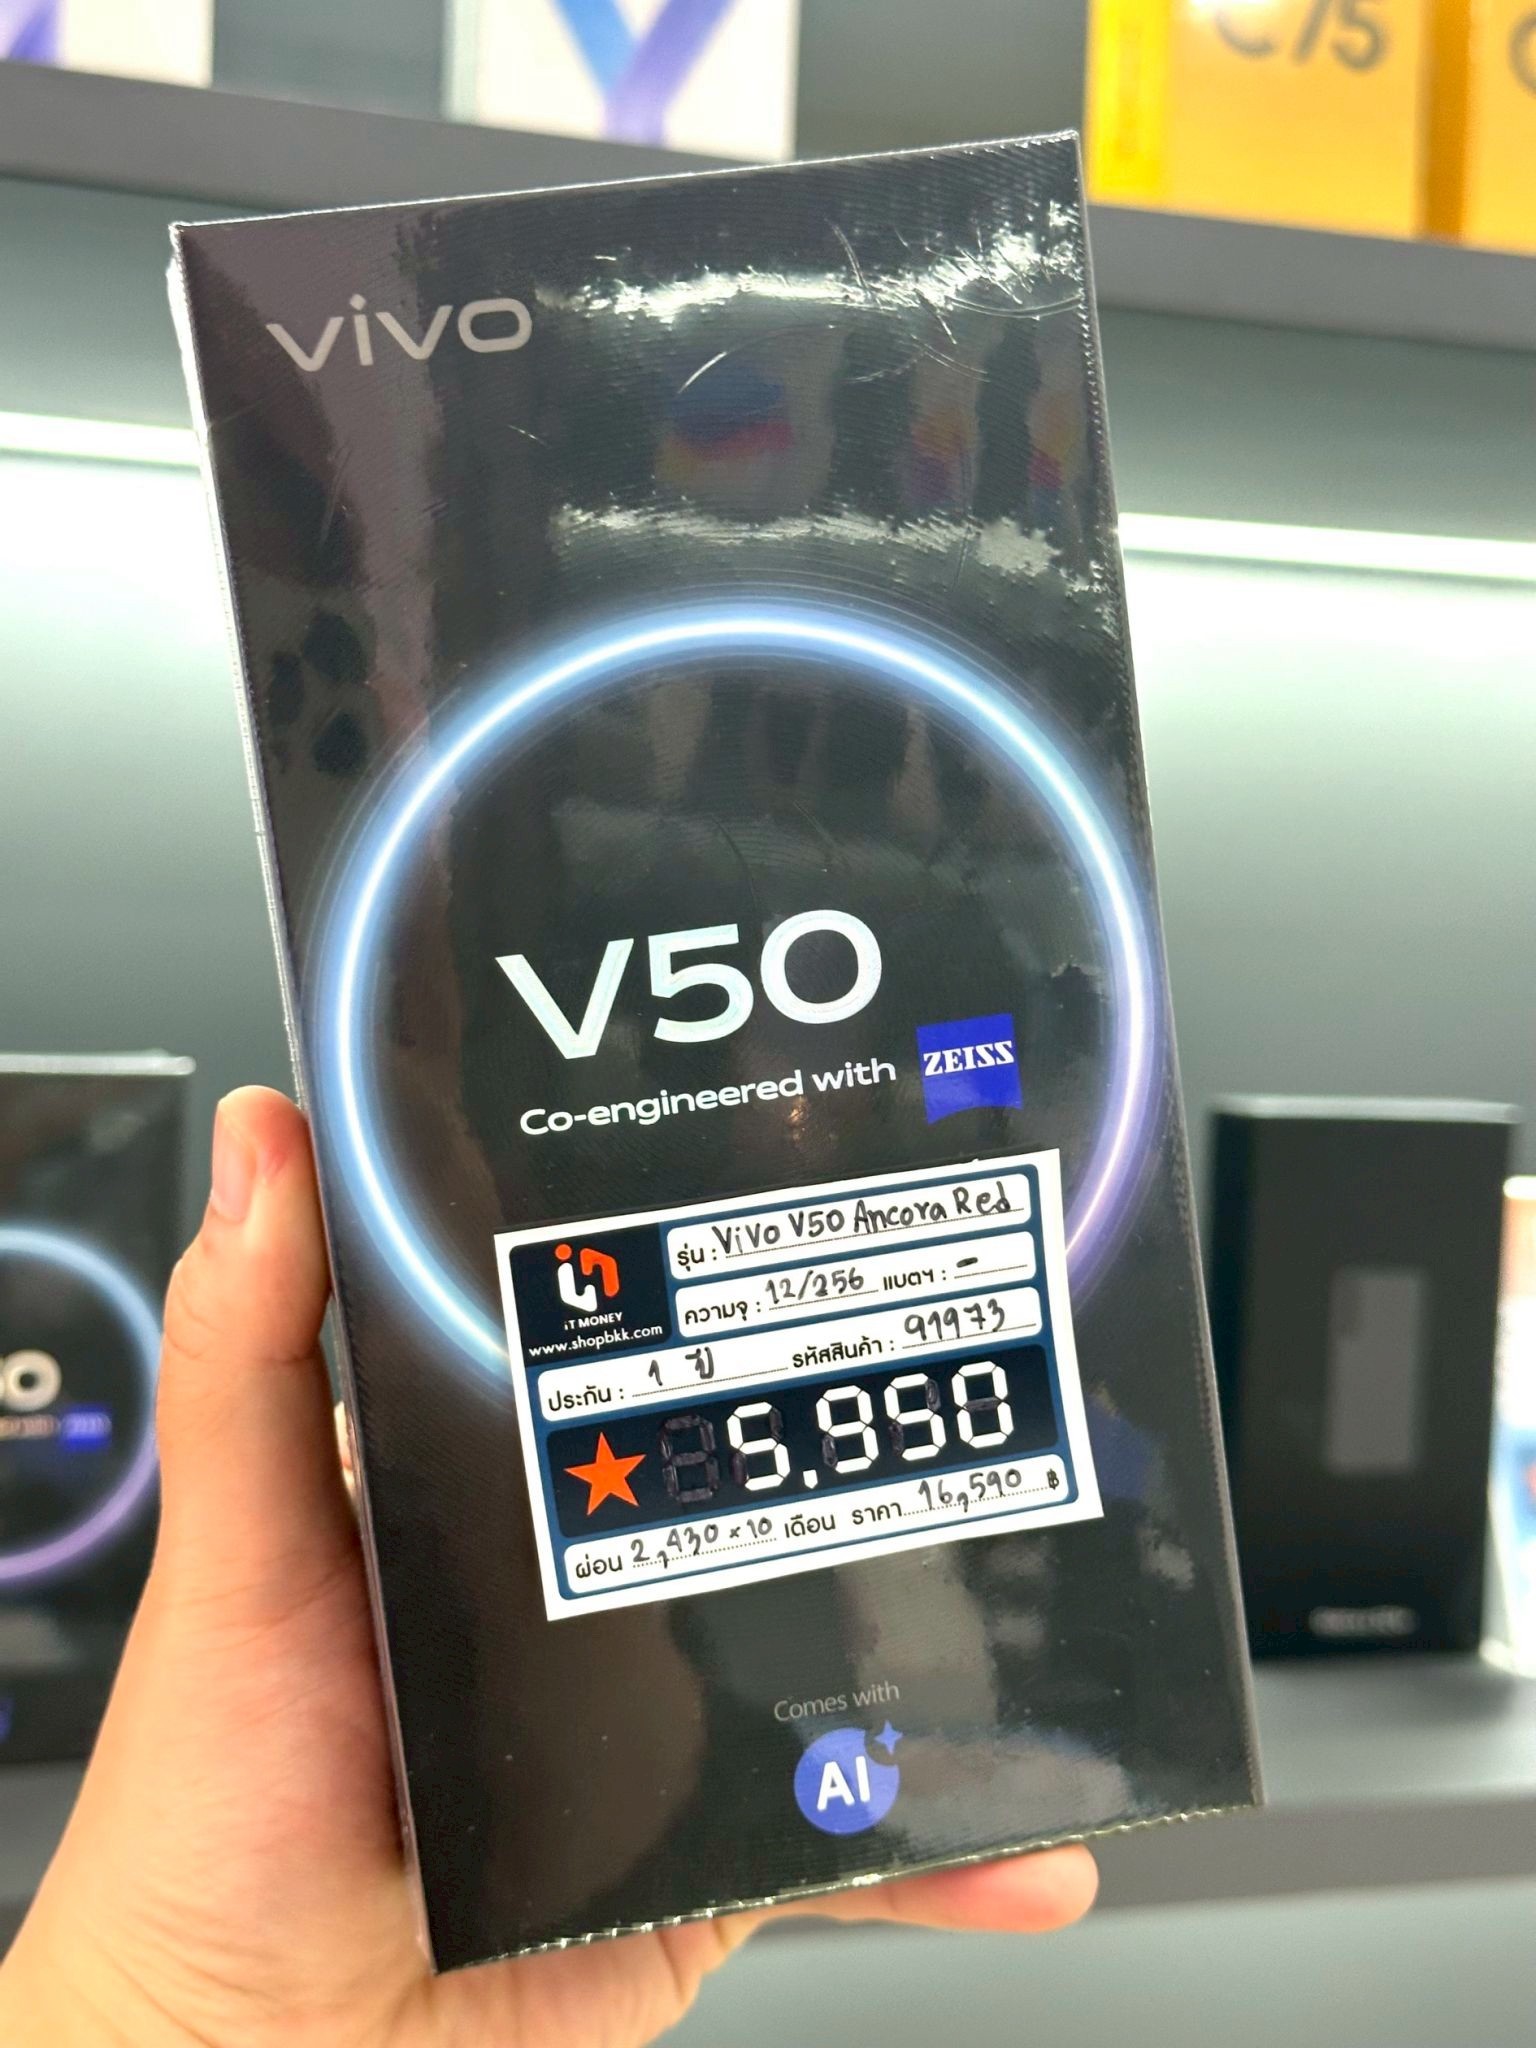 C75
vivo
V50
Co-engineered with ZEISS
รุ่น : ViVo V50 Ancora Red
ความจุ : 12/256 แบตฯ : -
iT MONEY
www.shopbkk.com
ประกัน : 1 ปี รหัสสินค้า : 91973
5,990
ผ่อน 2,430 × 10 เดือน ราคา 16,590 ฿
Comes with
AI